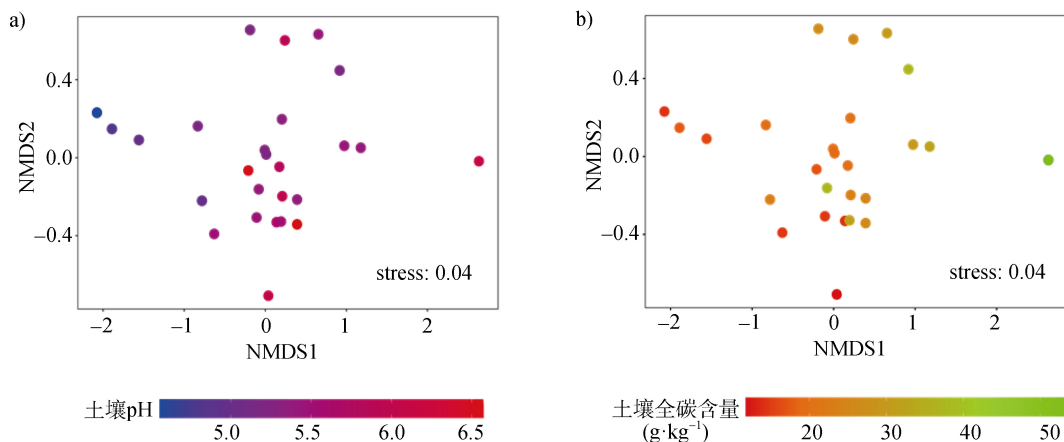 a)
NMDS2
0.4
0.0
−0.4
stress: 0.04
−2 −1 0 1 2
NMDS1
土壤pH
5.0 5.5 6.0 6.5
b)
NMDS2
0.4
0.0
−0.4
stress: 0.04
−2 −1 0 1 2
NMDS1
土壤全碳含量
(g·kg⁻¹)
20 30 40 50